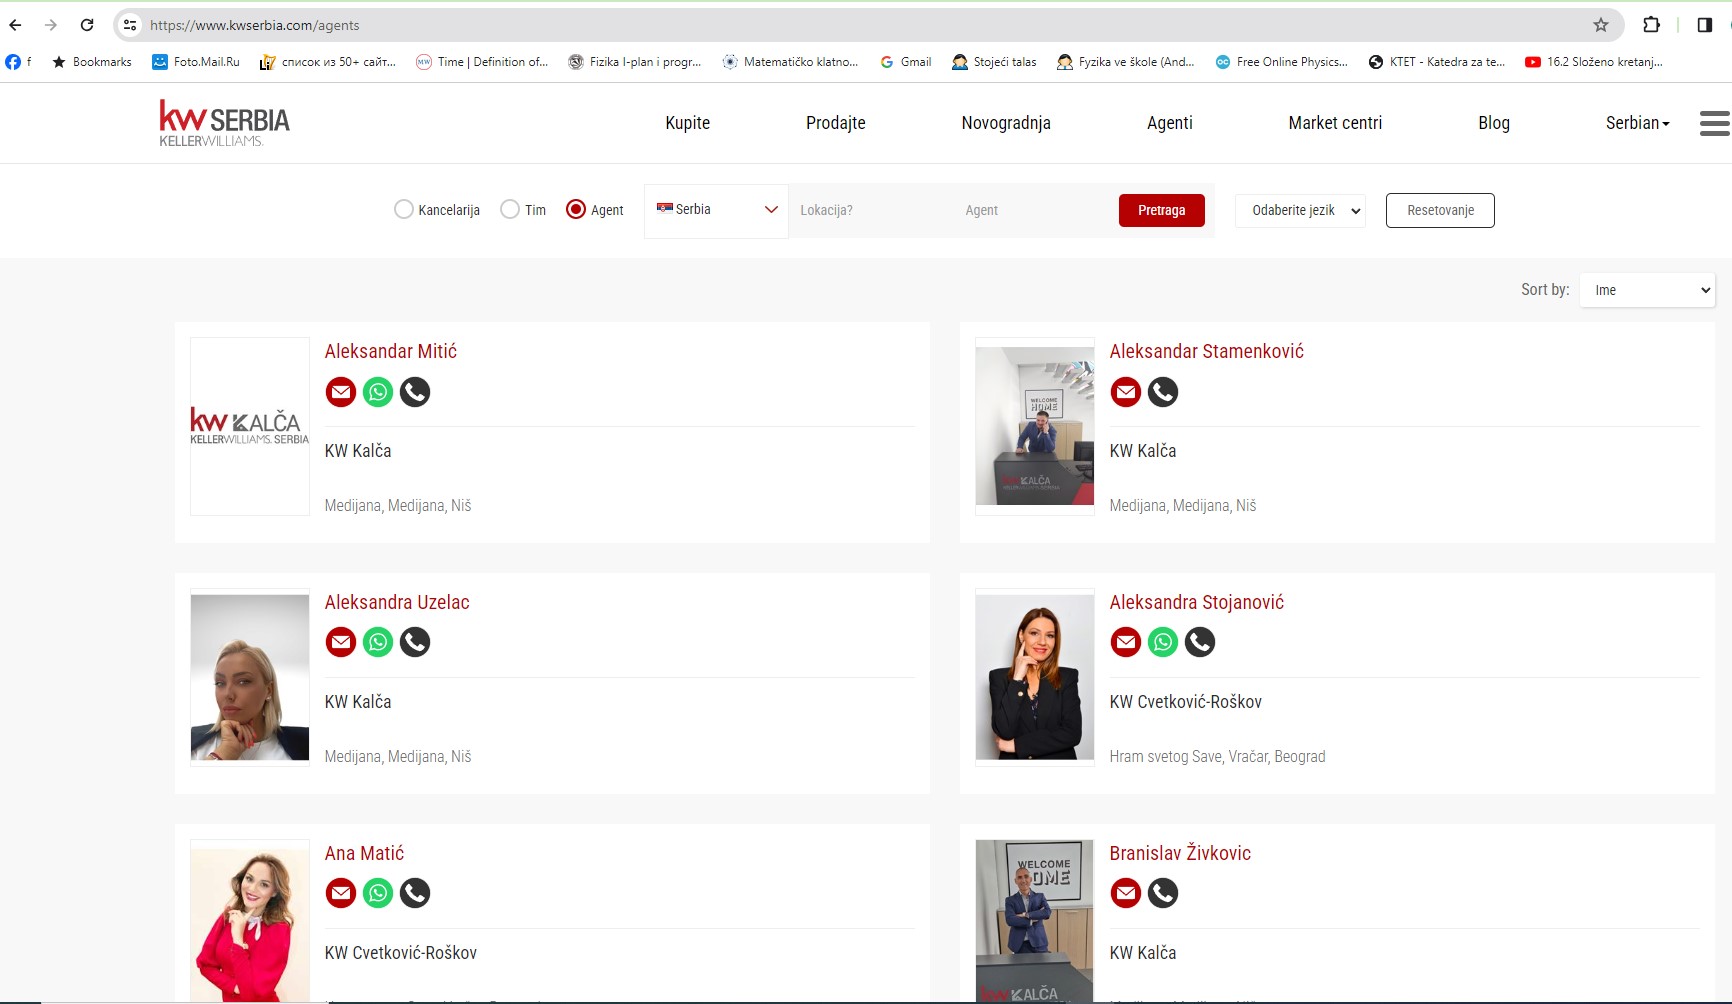 https://www.kwserbia.com/agents
f Bookmarks Foto.Mail.Ru список из 50+ сайт... Time | Definition of... Fizika I-plan i progr... Matematičko klatno... Gmail Stojeći talas Fyzika ve škole (And... Free Online Physics... KTET - Katedra za te... 16.2 Složeno kretanj...
kw SERBIA
KELLERWILLIAMS.
Kupite Prodajte Novogradnja Agenti Market centri Blog Serbian
Kancelarija Tim Agent Serbia Lokacija? Agent Pretraga Odaberite jezik Resetovanje
Sort by: Ime
Aleksandar Mitić
kw KALČA
KELLERWILLIAMS. SERBIA
KW Kalča
Medijana, Medijana, Niš
Aleksandar Stamenković
WELCOME
HOME
kw KALČA
KW Kalča
Medijana, Medijana, Niš
Aleksandra Uzelac
KW Kalča
Medijana, Medijana, Niš
Aleksandra Stojanović
KW Cvetković-Roškov
Hram svetog Save, Vračar, Beograd
Ana Matić
KW Cvetković-Roškov
Branislav Živkovic
WELCOME
HOME
kw KALČA
KW Kalča